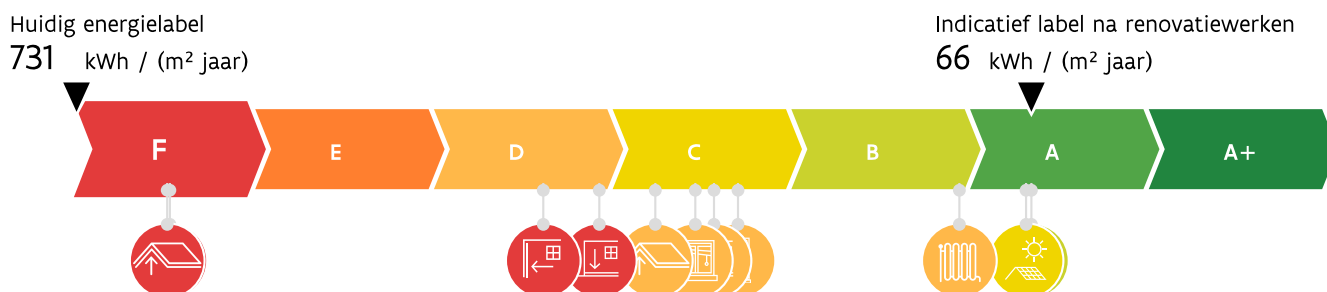 Huidig energielabel
731 kWh / (m² jaar)
Indicatief label na renovatiewerken
66 kWh / (m² jaar)
F E D C B A A+